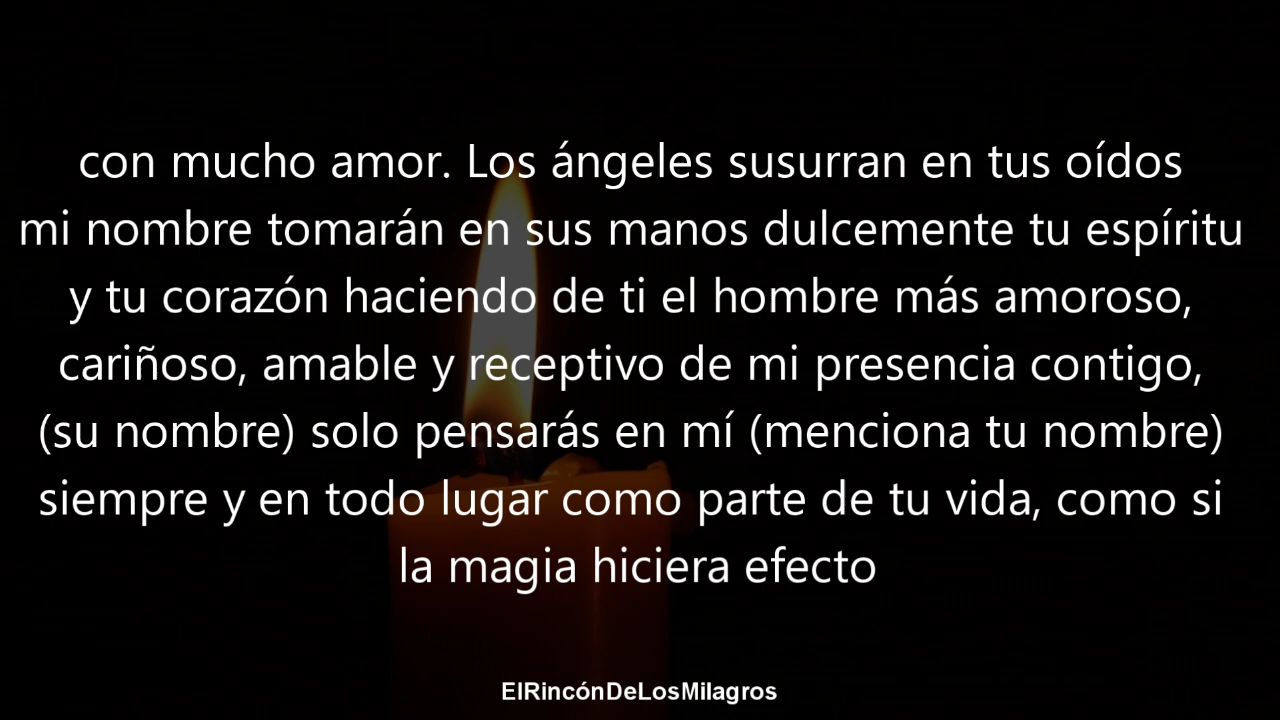 con mucho amor. Los ángeles susurran en tus oídos
mi nombre tomarán en sus manos dulcemente tu espíritu
y tu corazón haciendo de ti el hombre más amoroso,
cariñoso, amable y receptivo de mi presencia contigo,
(su nombre) solo pensarás en mí (menciona tu nombre)
siempre y en todo lugar como parte de tu vida, como si
la magia hiciera efecto
ElRincónDeLosMilagros